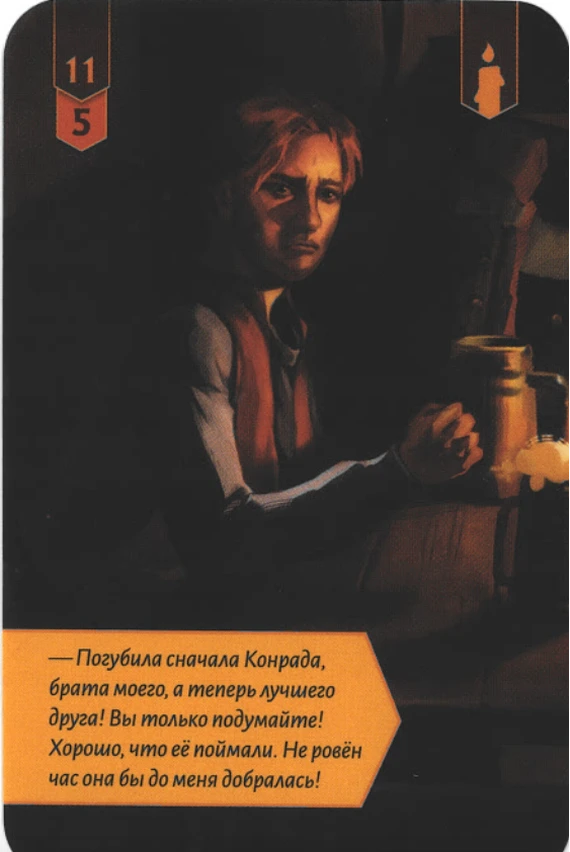 11
5
— Погубила сначала Конрада,
брата моего, а теперь лучшего
друга! Вы только подумайте!
Хорошо, что её поймали. Не ровён
час она бы до меня добралась!